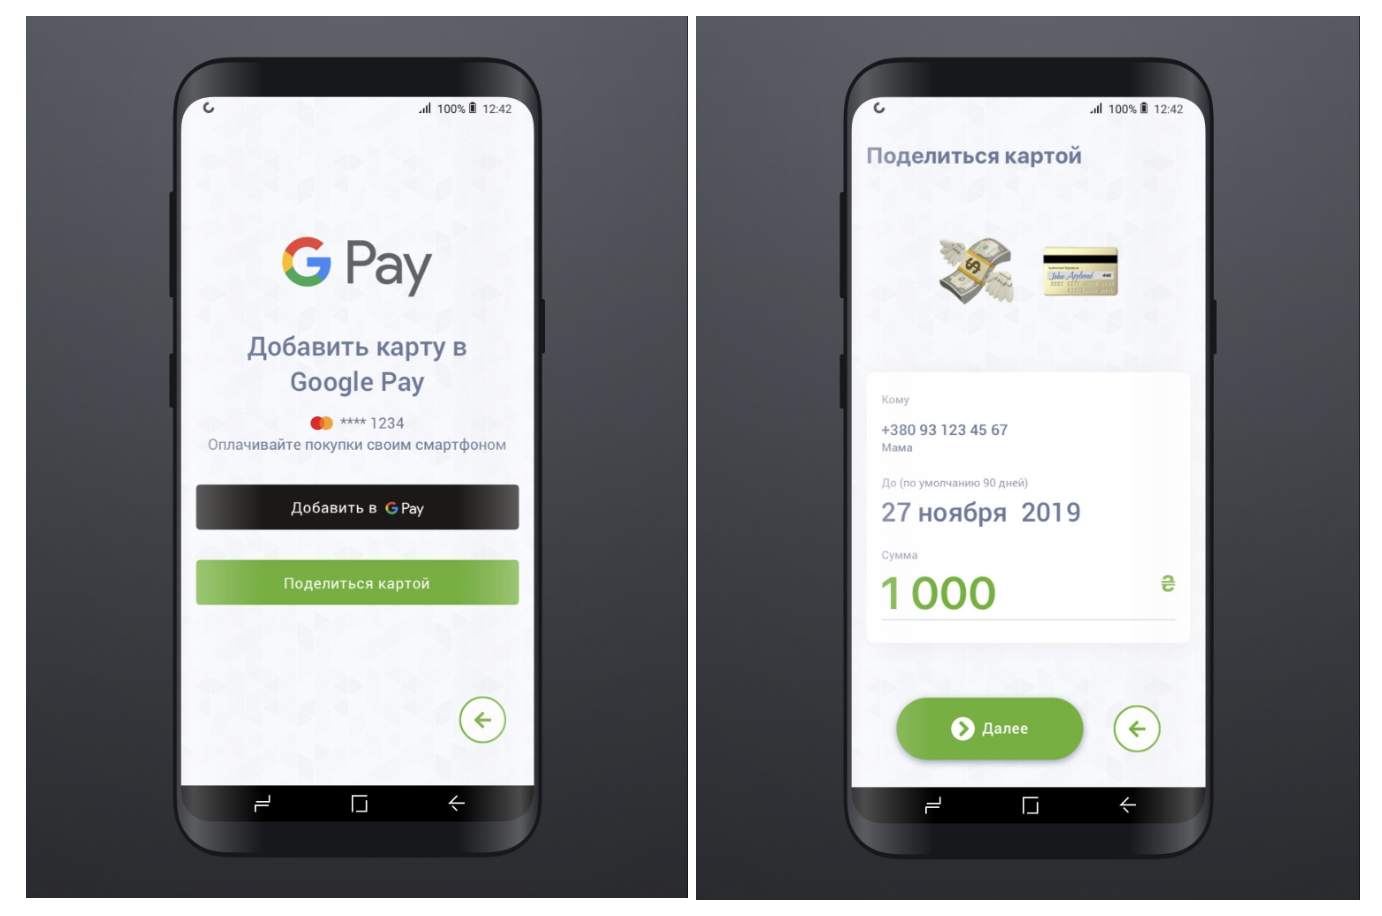 100% 12:42
G Pay
Добавить карту в
Google Pay
**** 1234
Оплачивайте покупки своим смартфоном
Добавить в G Pay
Поделиться картой
100% 12:42
Поделиться картой
Кому
+380 93 123 45 67
Мама
До (по умолчанию 90 дней)
27 ноября 2019
Сумма
1 000 ₴
Далее